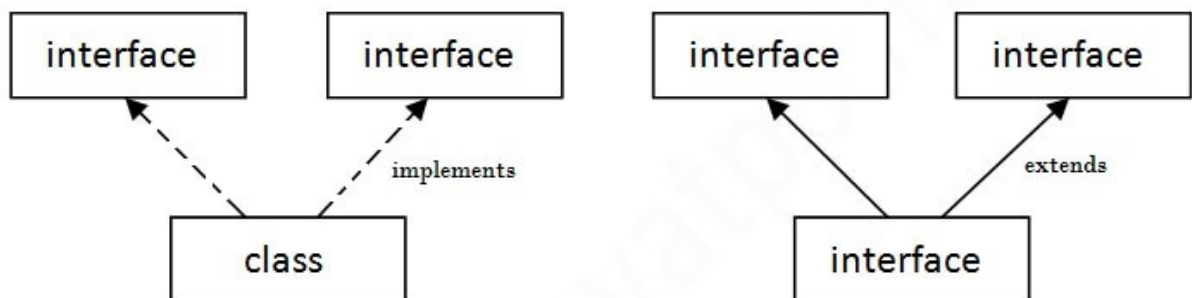 interface interface interface interface
implements extends
class interface